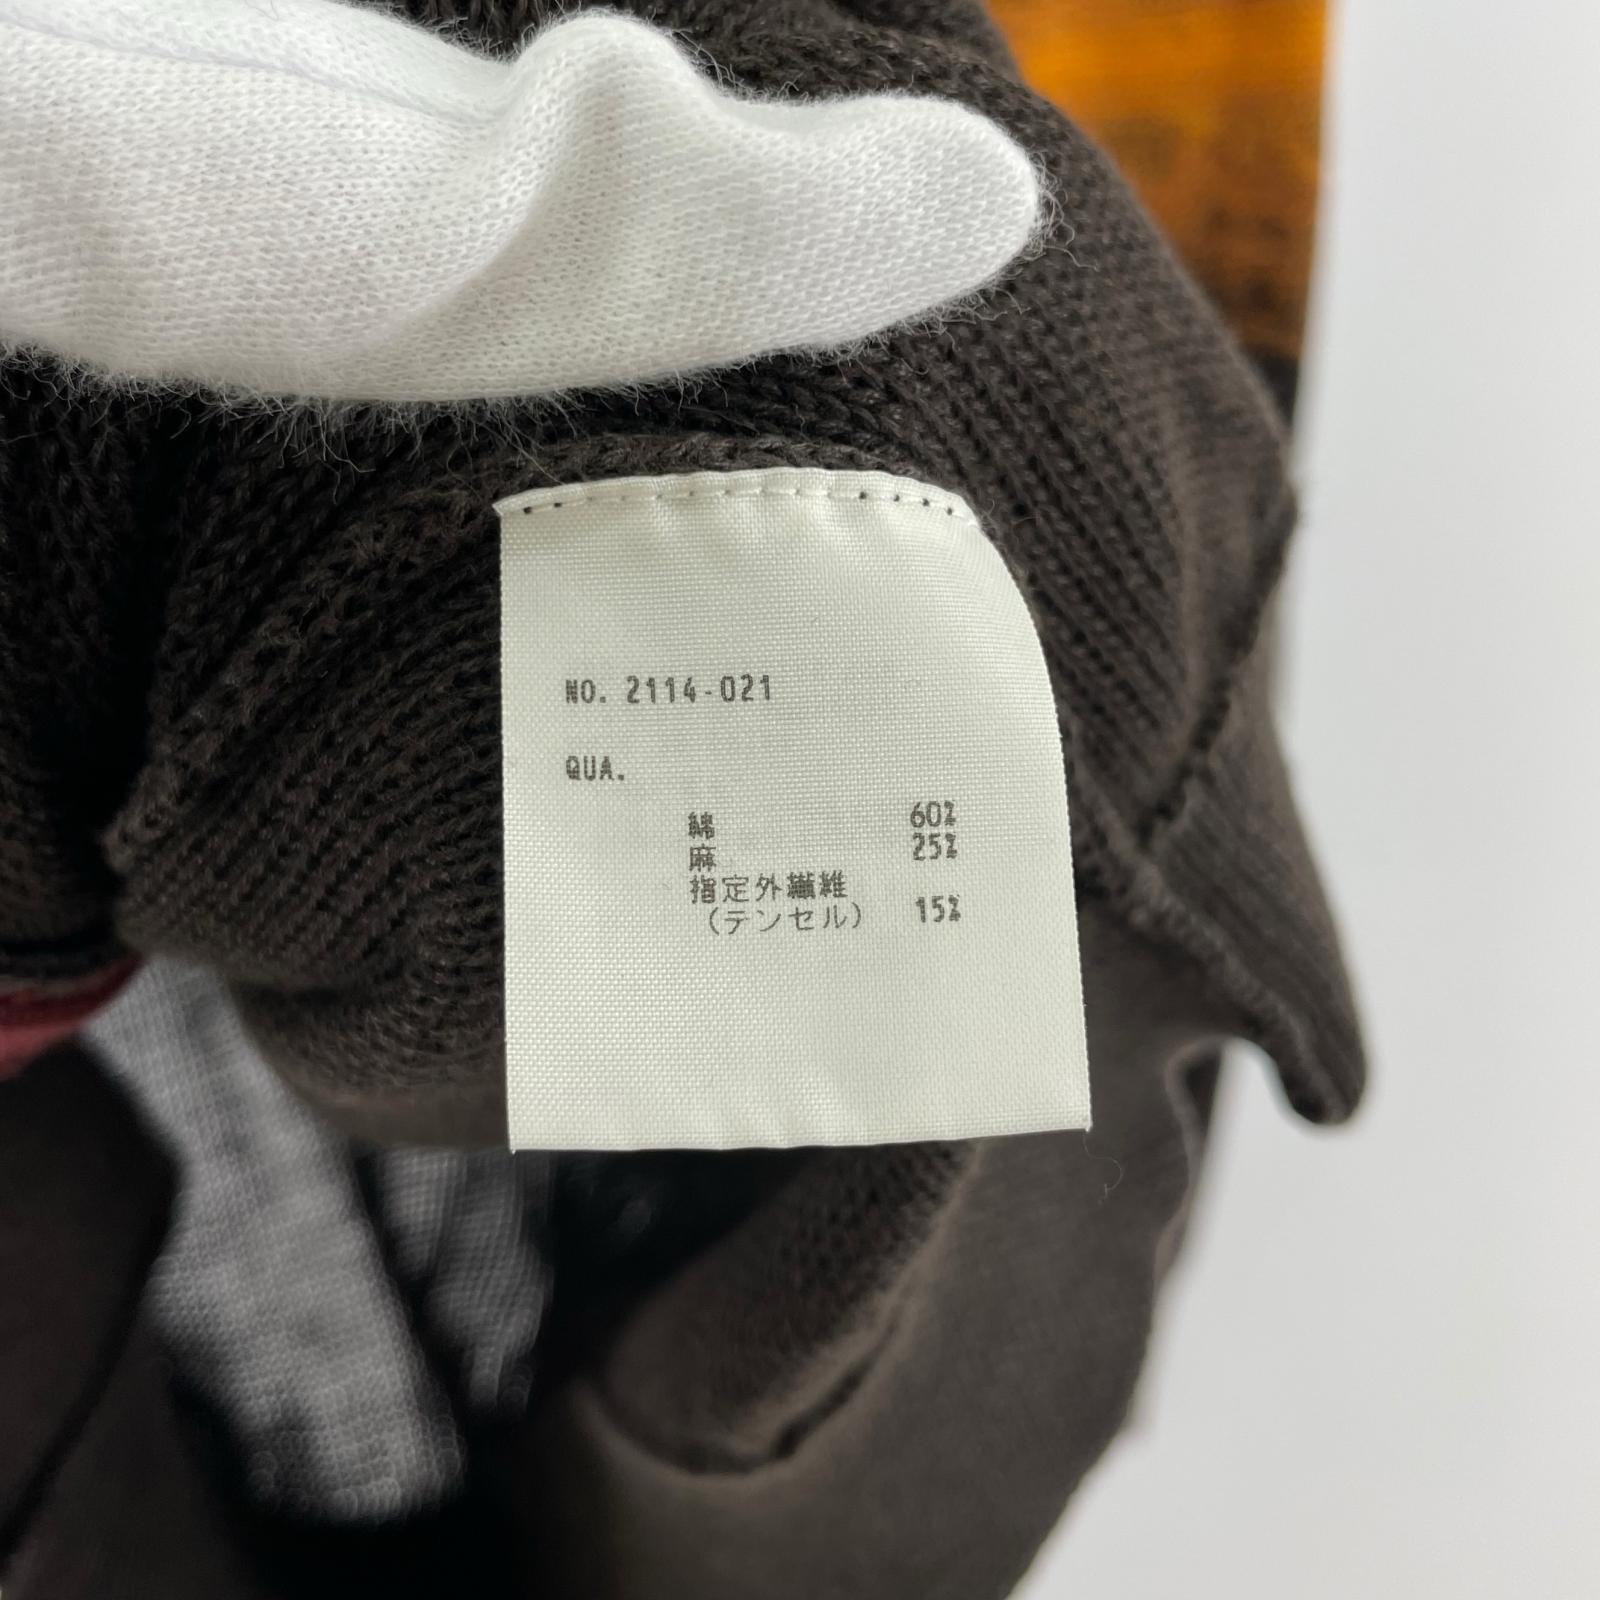 NO. 2114-021
QUA.
綿 60%
麻 25%
指定外繊維
(テンセル) 15%